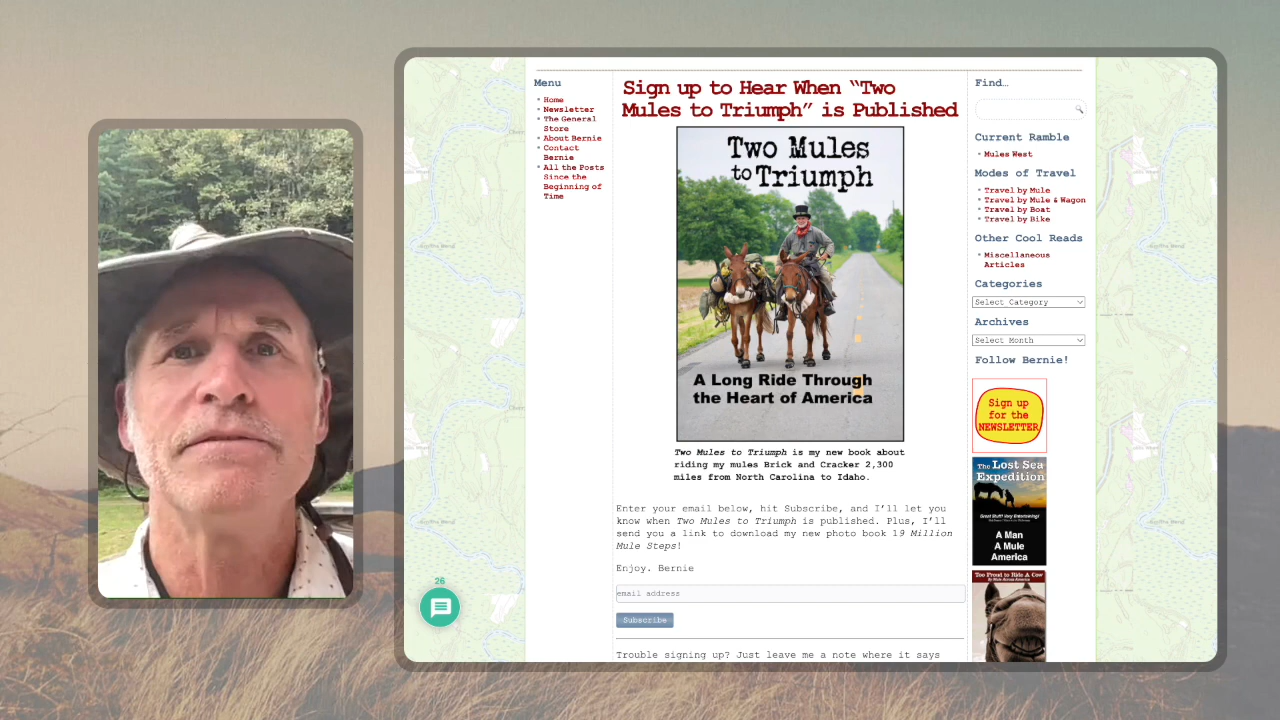 Menu
Home
Newsletter
The General
Store
About Bernie
Contact
Bernie
All the Posts
Since the
Beginning of
Time
Sign up to Hear When “Two
Mules to Triumph” is Published
Two Mules
to Triumph
A Long Ride Through
the Heart of America
Two Mules to Triumph is my new book about
riding my mules Brick and Cracker 2,300
miles from North Carolina to Idaho.
Enter your email below, hit Subscribe, and I’ll let you
know when Two Mules to Triumph is published. Plus, I’ll
send you a link to download my new photo book 19 Million
Mule Steps!
Enjoy. Bernie
email address
Subscribe
Trouble signing up? Just leave me a note where it says
Find…
Current Ramble
Mules West
Modes of Travel
Travel by Mule
Travel by Mule & Wagon
Travel by Boat
Travel by Bike
Other Cool Reads
Miscellaneous
Articles
Categories
Select Category
Archives
Select Month
Follow Bernie!
Sign up
for the
NEWSLETTER
The Lost Sea
Expedition
A Man
A Mule
America
Too Proud to Ride A Cow
26